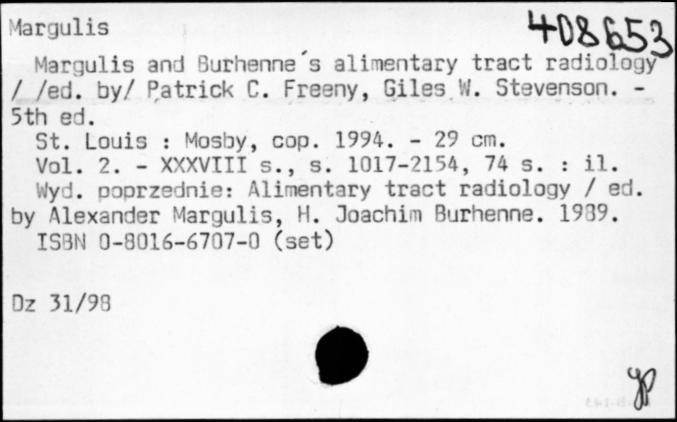 Margulis
408653
Margulis and Burhenne´s alimentary tract radiology
/ /ed. by/ Patrick C. Freeny, Giles W. Stevenson. -
5th ed.
St. Louis : Mosby, cop. 1994. - 29 cm.
Vol. 2. - XXXVIII s., s. 1017-2154, 74 s. : il.
Wyd. poprzednie: Alimentary tract radiology / ed.
by Alexander Margulis, H. Joachim Burhenne. 1989.
ISBN 0-8016-6707-0 (set)
Dz 31/98